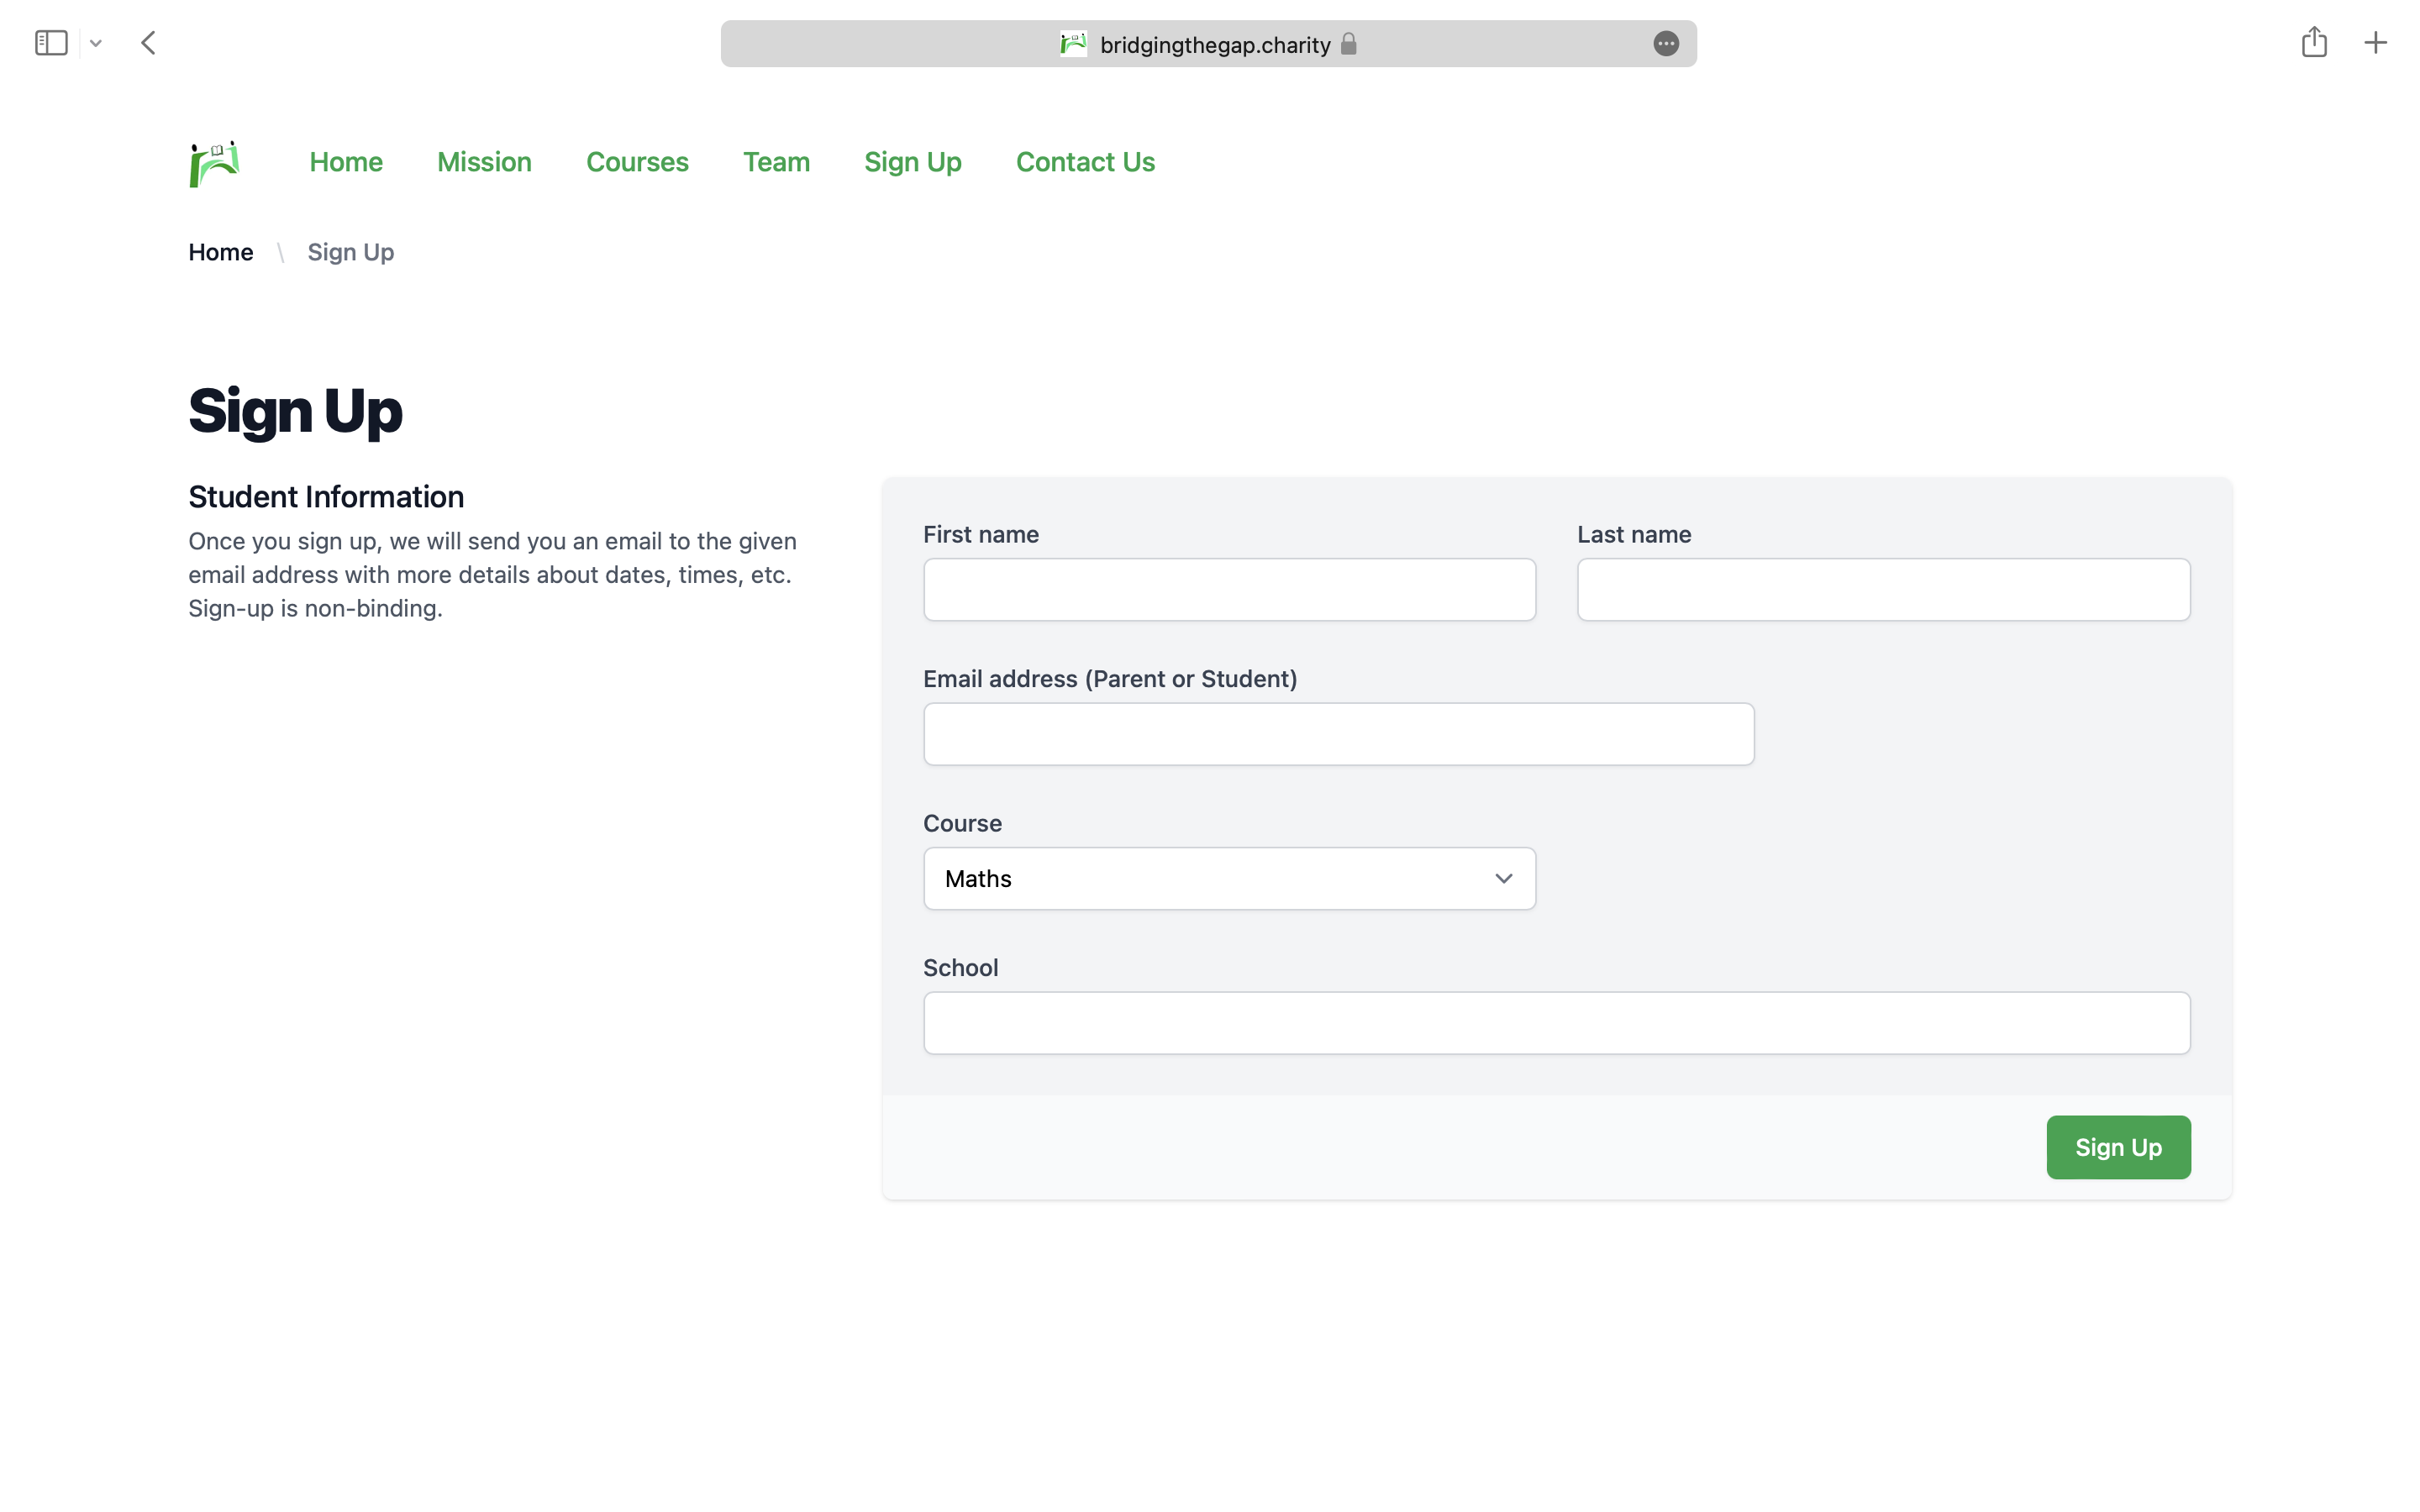 bridgingthegap.charity
Home Mission Courses Team Sign Up Contact Us
Home \ Sign Up
Sign Up
Student Information
Once you sign up, we will send you an email to the given
email address with more details about dates, times, etc.
Sign-up is non-binding.
First name Last name
Email address (Parent or Student)
Course
Maths
School
Sign Up